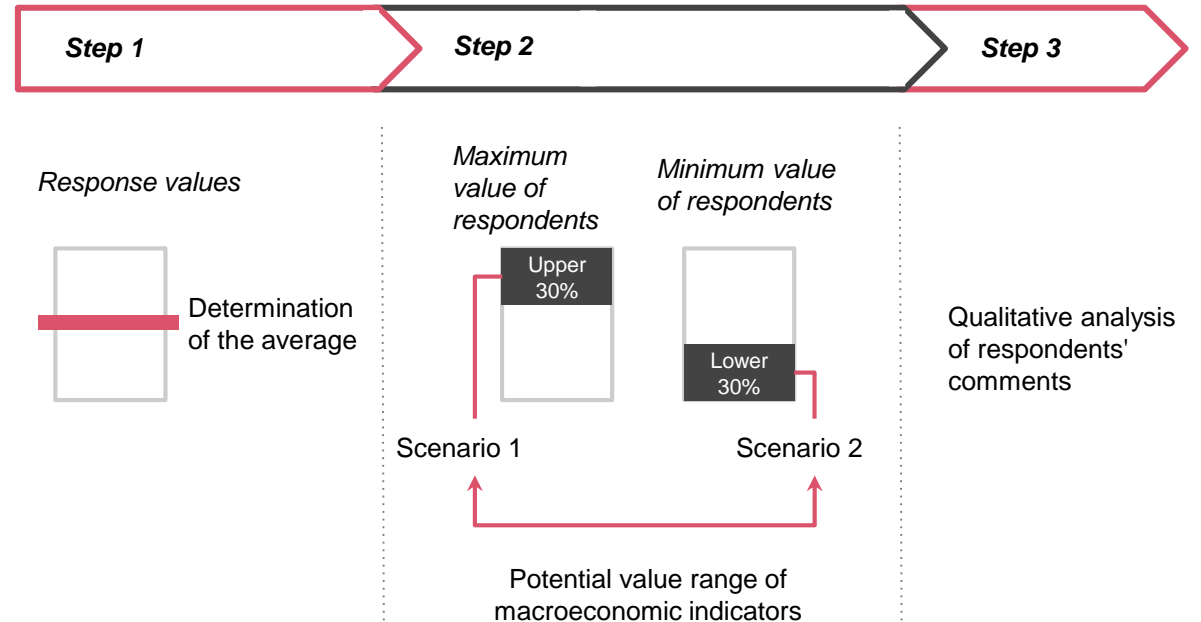 Step 1
Step 2
Step 3
Response values
Determination
of the average
Maximum
value of
respondents
Minimum value
of respondents
Upper
30%
Lower
30%
Scenario 1
Scenario 2
Potential value range of
macroeconomic indicators
Qualitative analysis
of respondents'
comments